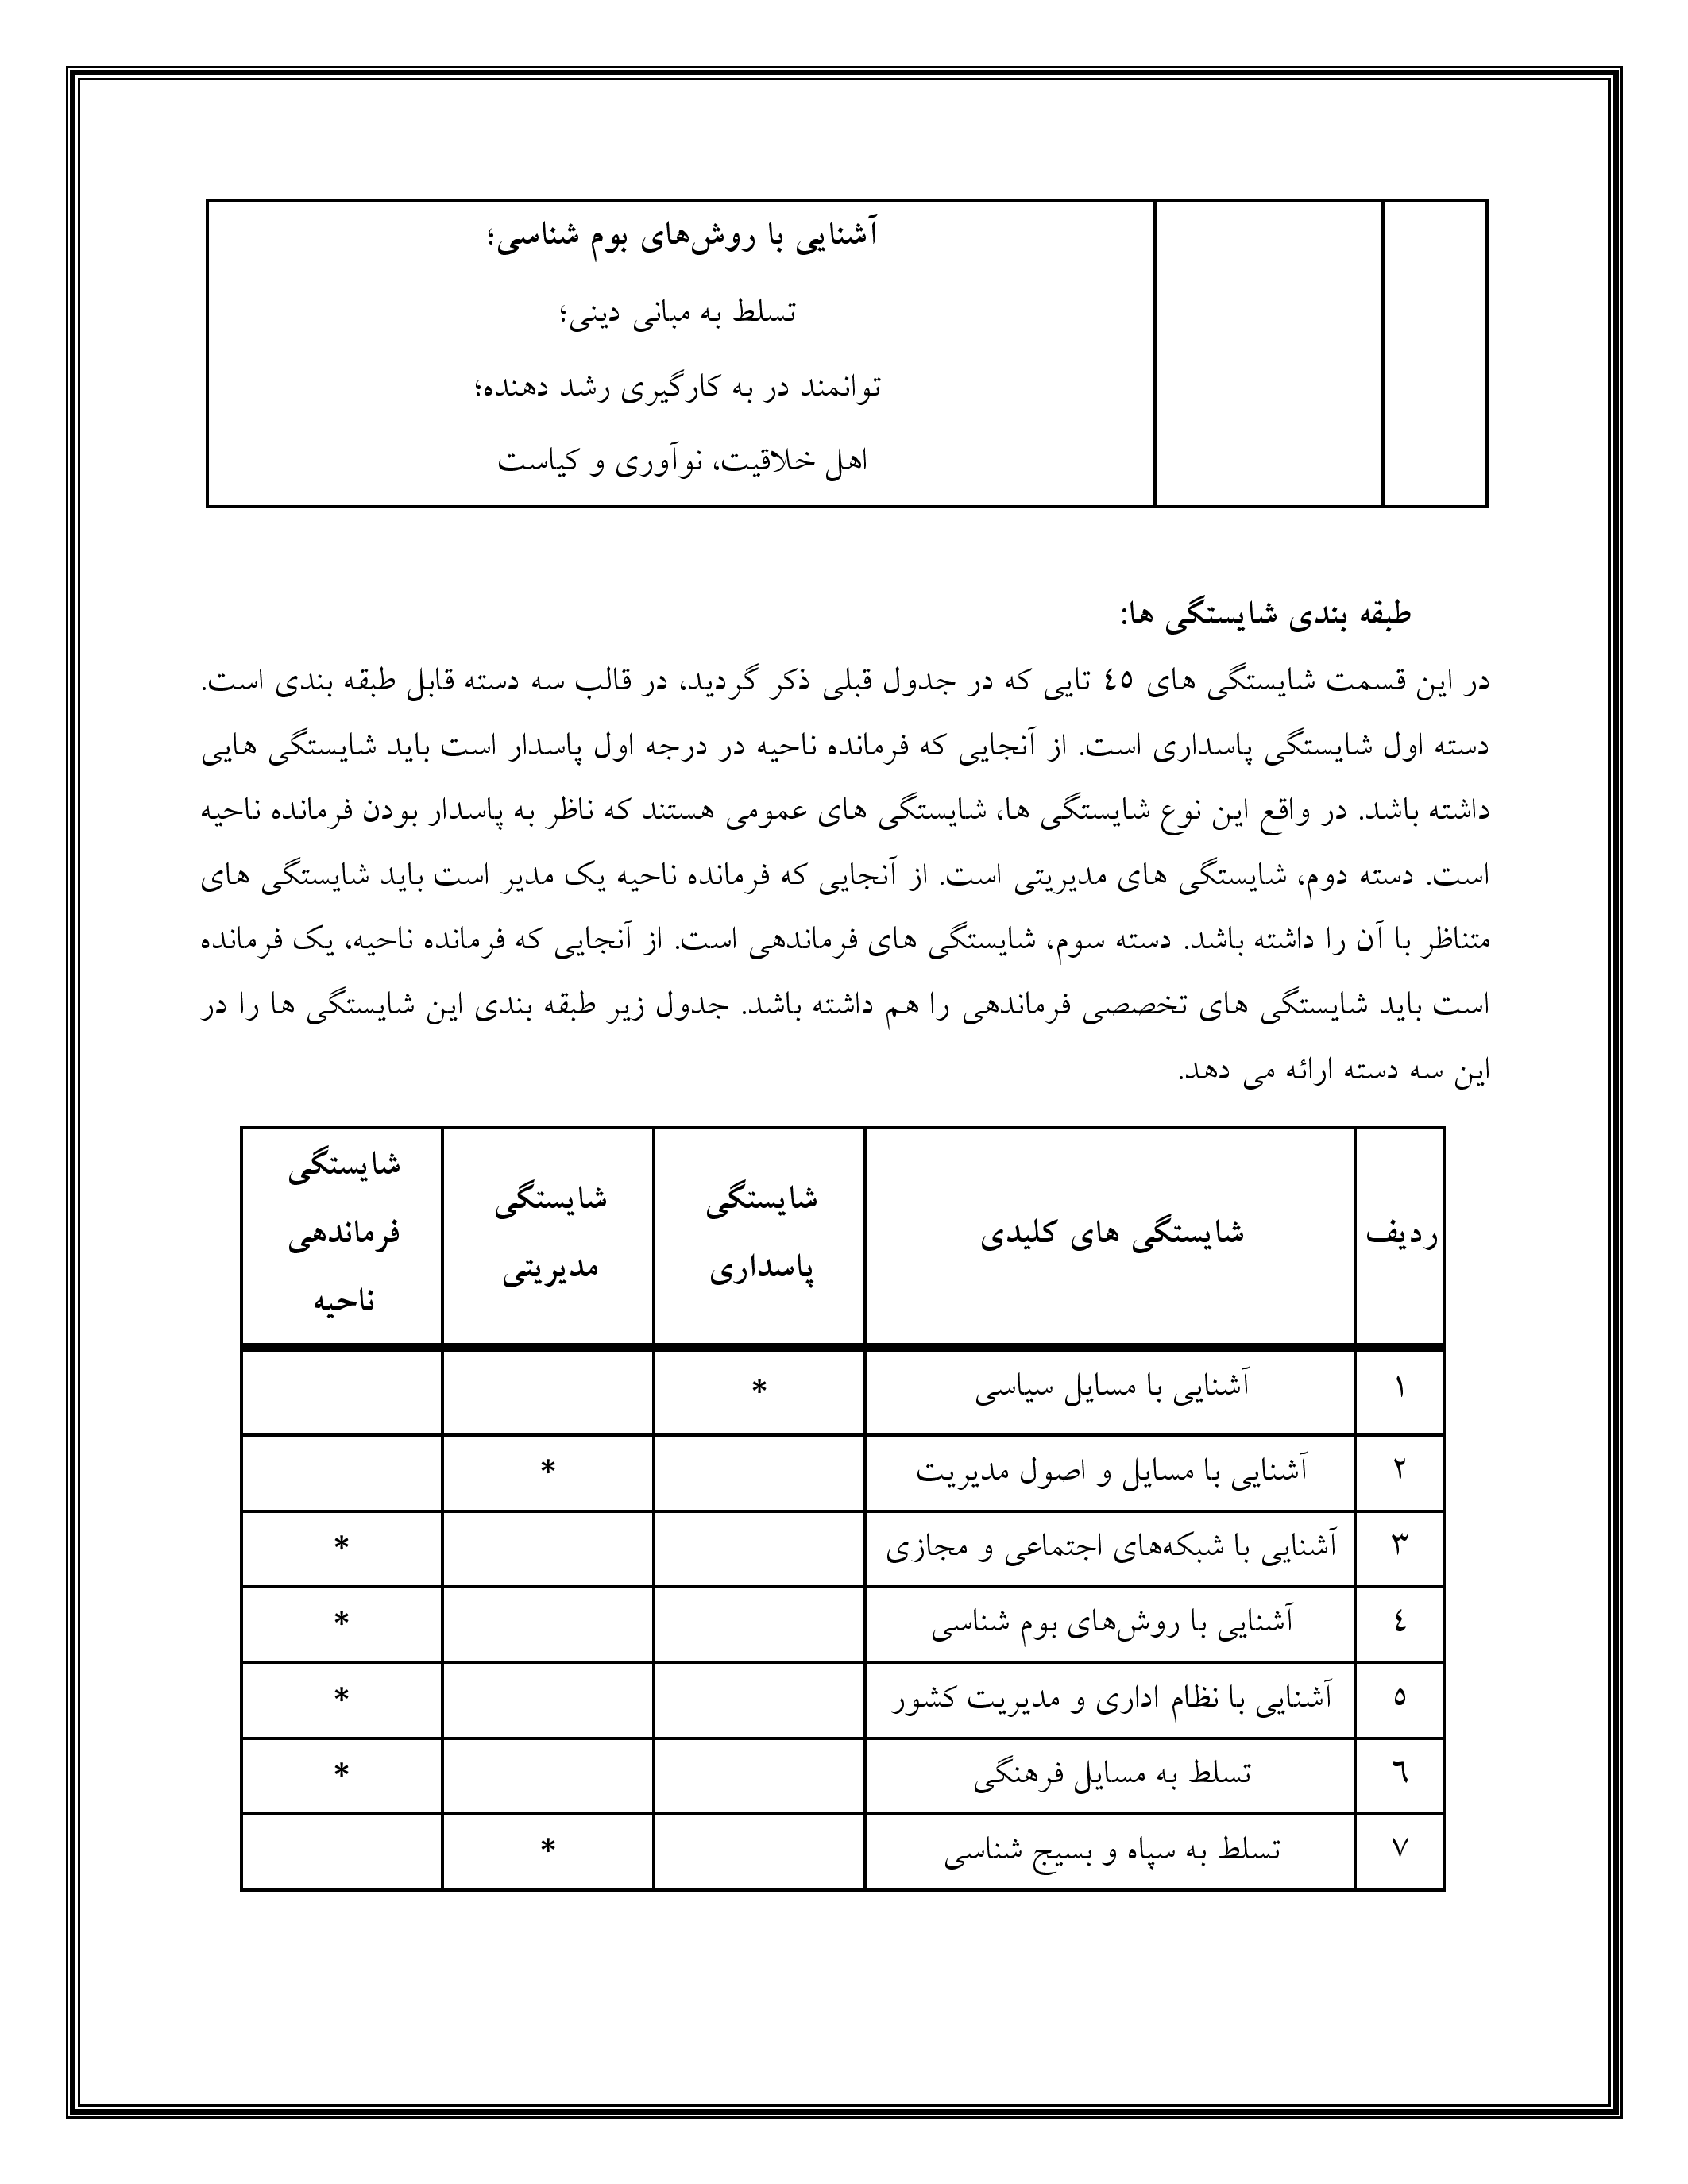 آشنایی با روش‌های بوم شناسی؛
تسلط به مبانی دینی؛
توانمند در به کارگیری رشد دهنده؛
اهل خلاقیت، نوآوری و کیاست
طبقه بندی شایستگی ها:
در این قسمت شایستگی های ٤٥ تایی که در جدول قبلی ذکر گردید، در قالب سه دسته قابل طبقه بندی است.
دسته اول شایستگی پاسداری است. از آنجایی که فرمانده ناحیه در درجه اول پاسدار است باید شایستگی هایی
داشته باشد. در واقع این نوع شایستگی ها، شایستگی های عمومی هستند که ناظر به پاسدار بودن فرمانده ناحیه
است. دسته دوم، شایستگی های مدیریتی است. از آنجایی که فرمانده ناحیه یک مدیر است باید شایستگی های
متناظر با آن را داشته باشد. دسته سوم، شایستگی های فرماندهی است. از آنجایی که فرمانده ناحیه، یک فرمانده
است باید شایستگی های تخصصی فرماندهی را هم داشته باشد. جدول زیر طبقه بندی این شایستگی ها را در
این سه دسته ارائه می دهد.
ردیف شایستگی های کلیدی شایستگی پاسداری شایستگی مدیریتی شایستگی فرماندهی ناحیه
١ آشنایی با مسایل سیاسی *
٢ آشنایی با مسایل و اصول مدیریت *
٣ آشنایی با شبکه‌های اجتماعی و مجازی *
٤ آشنایی با روش‌های بوم شناسی *
٥ آشنایی با نظام اداری و مدیریت کشور *
٦ تسلط به مسایل فرهنگی *
٧ تسلط به سپاه و بسیج شناسی *